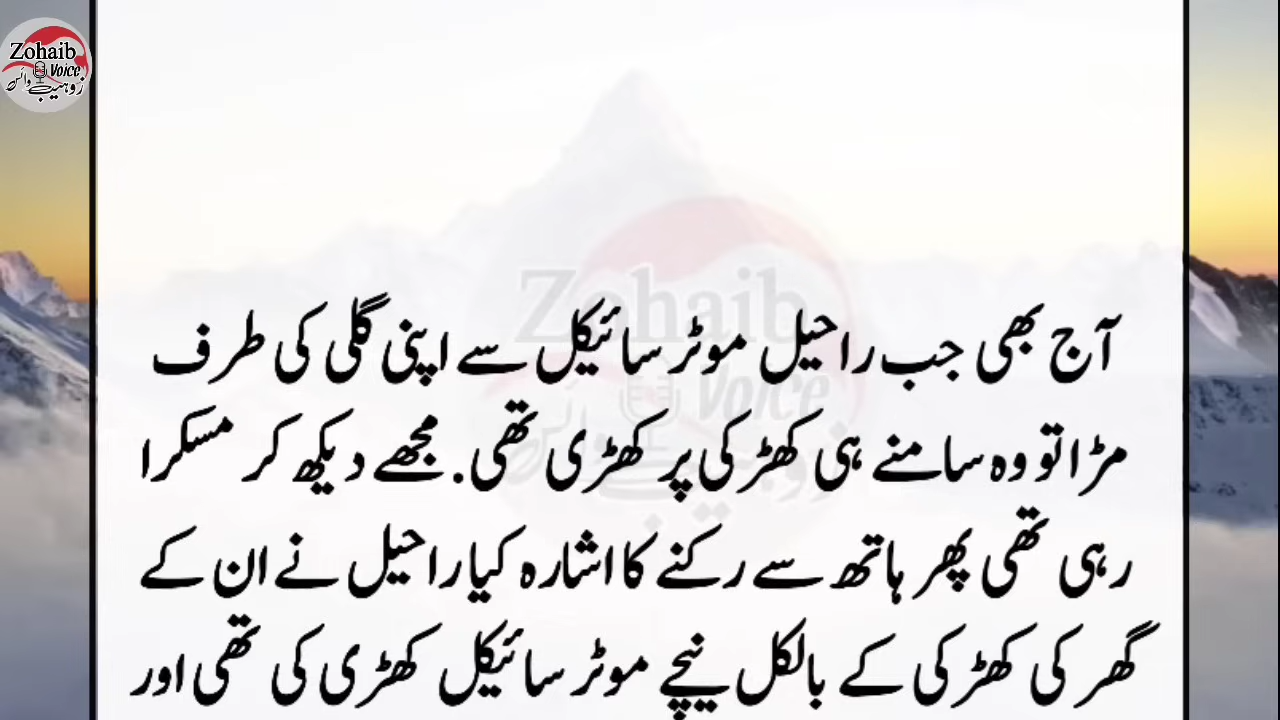 Zohaib
Voice
زوہیب وائس
Zohaib
Voice
آج بھی جب راحیل موٹر سائیکل سے اپنی گلی کی طرف
مڑا تو وہ سامنے ہی کھڑکی پر کھڑی تھی. مجھے دیکھ کر مسکرا
رہی تھی پھر ہاتھ سے رکنے کا اشارہ کیا راحیل نے ان کے
گھر کی کھڑکی کے بالکل نیچے موٹر سائیکل کھڑی کی تھی اور